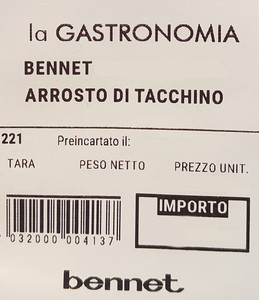 la GASTRONOMIA
BENNET
ARROSTO DI TACCHINO
221 Preincartato il:
TARA PESO NETTO PREZZO UNIT.
IMPORTO
032000 004137
bennet